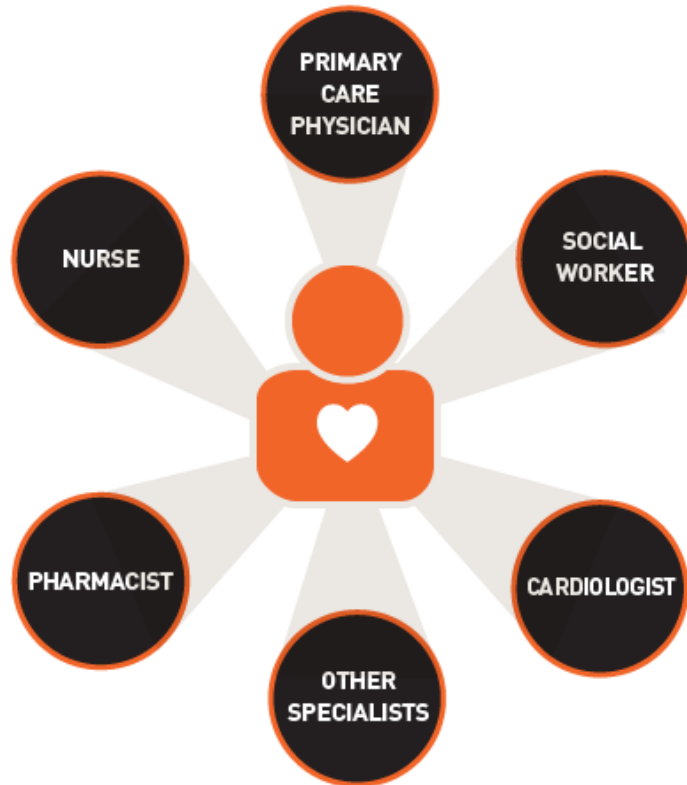 PRIMARY
CARE
PHYSICIAN
NURSE
SOCIAL
WORKER
PHARMACIST
CARDIOLOGIST
OTHER
SPECIALISTS